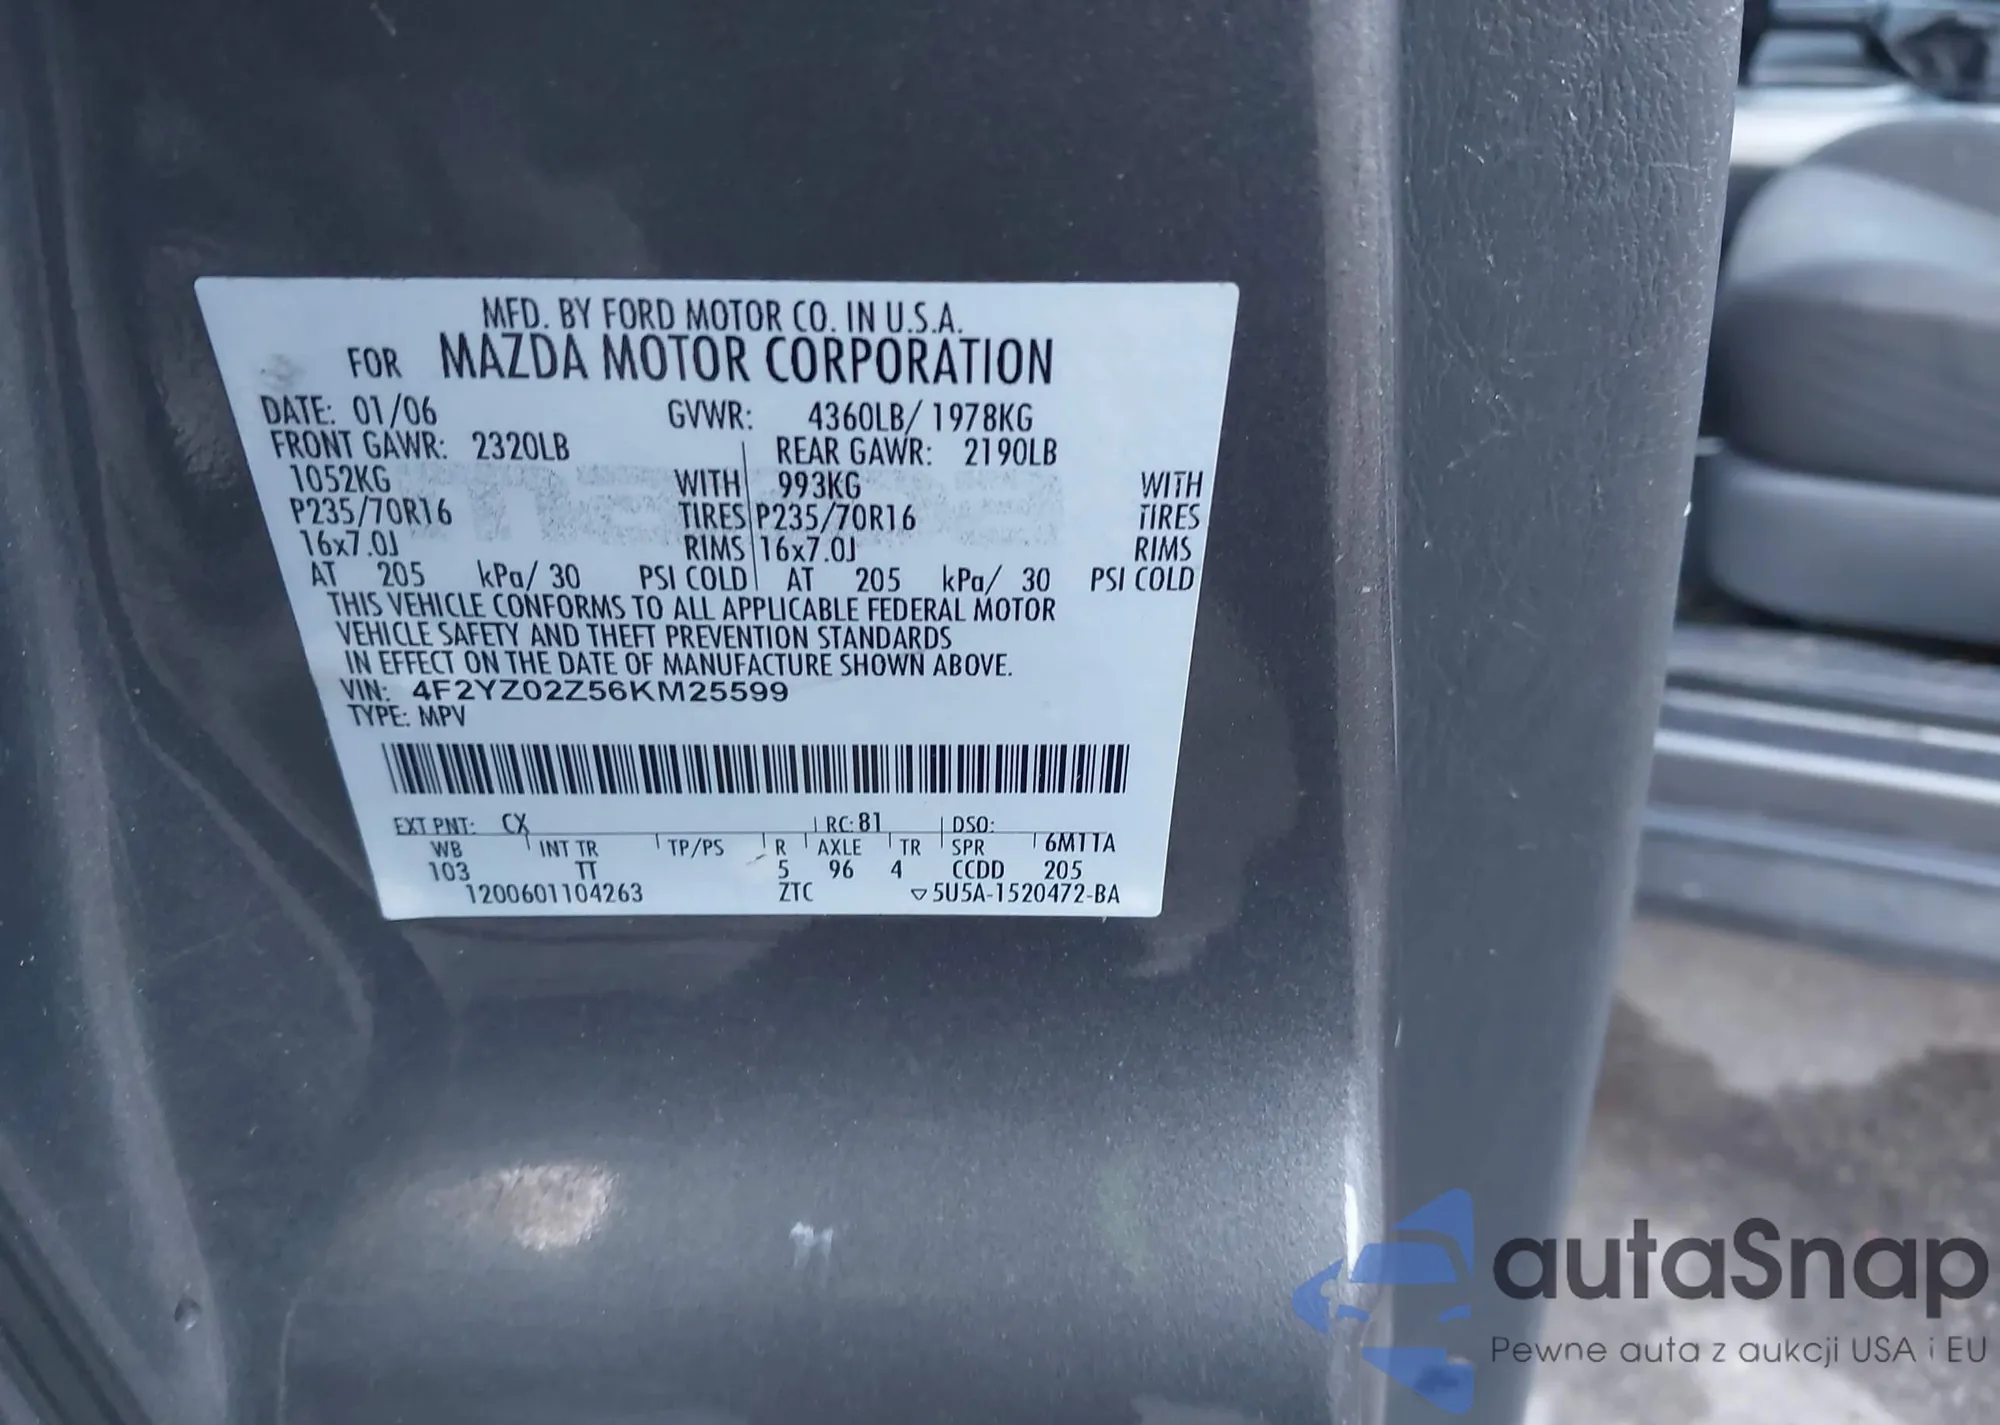 MFD. BY FORD MOTOR CO. IN U.S.A.
FOR MAZDA MOTOR CORPORATION
DATE: 01/06 GVWR: 4360LB/ 1978KG
FRONT GAWR: 2320LB REAR GAWR: 2190LB
1052KG WITH 993KG WITH
P235/70R16 TIRES P235/70R16 TIRES
16x7.0J RIMS 16x7.0J RIMS
AT 205 kPa/ 30 PSI COLD AT 205 kPa/ 30 PSI COLD
THIS VEHICLE CONFORMS TO ALL APPLICABLE FEDERAL MOTOR
VEHICLE SAFETY AND THEFT PREVENTION STANDARDS
IN EFFECT ON THE DATE OF MANUFACTURE SHOWN ABOVE.
VIN: 4F2YZ02Z56KM25599
TYPE: MPV
EXT PNT: CX RC: 81 DSO:
WB INT TR TP/PS R AXLE TR SPR 6M11A
103 TT 5 96 4 CCDD 205
1200601104263 ZTC ▽5U5A-1520472-BA
autaSnap
Pewne auta z aukcji USA i EU